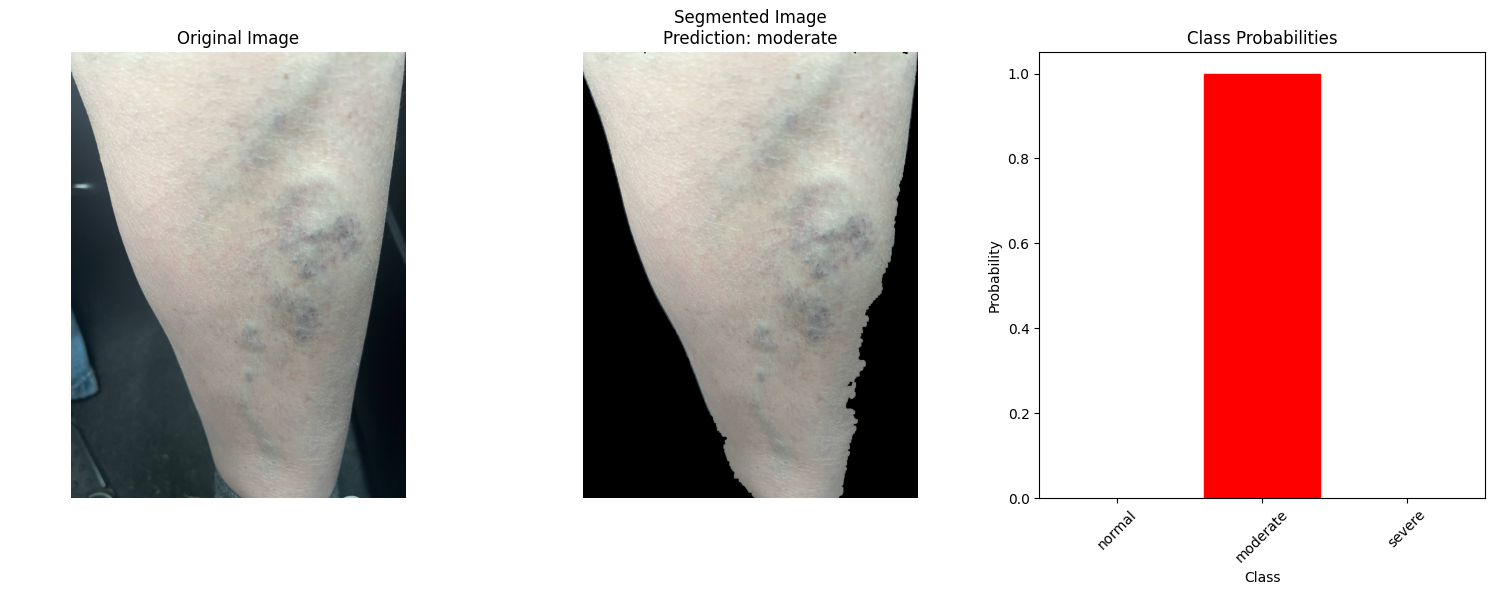 Original Image
Segmented Image
Prediction: moderate
Class Probabilities
Probability
1.0
0.8
0.6
0.4
0.2
0.0
normal
moderate
severe
Class